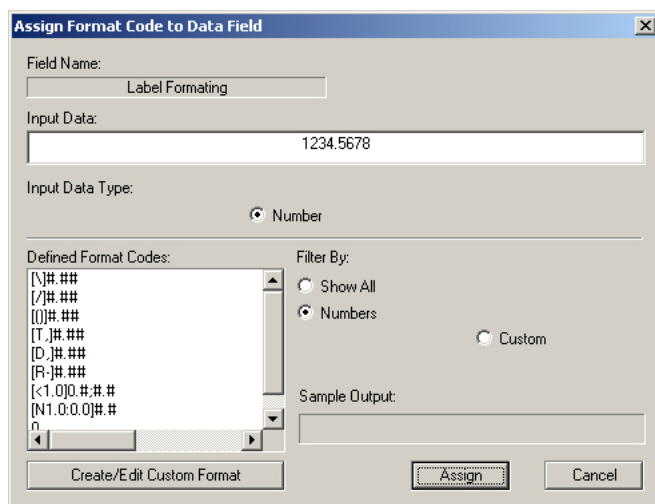 Assign Format Code to Data Field
Field Name:
Label Formating
Input Data:
1234.5678
Input Data Type:
Number
Defined Format Codes:
[\]#.##
[/]#.##
[()]#.##
[T,]#.##
[D,]#.##
[R-]#.##
[<1.0]0.#;#.#
[N1.0:0.0]#.#
0
Filter By:
Show All
Numbers
Custom
Sample Output:
Create/Edit Custom Format
Assign
Cancel